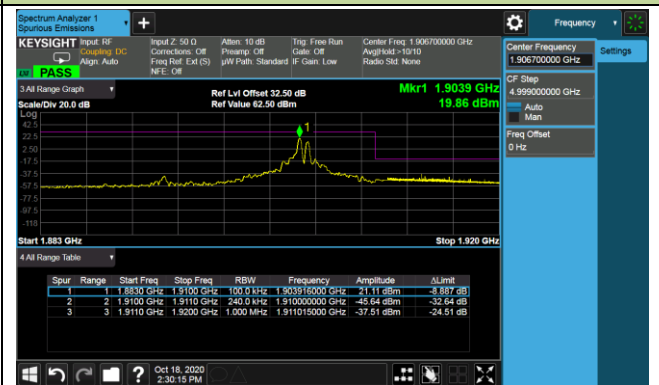 Spectrum Analyzer 1
Spurious Emissions
Frequency
KEYSIGHT Input: RF Input Z: 50 Ω Atten: 10 dB Trig: Free Run Center Freq: 1.906700000 GHz
Coupling: DC Corrections: Off Preamp: Off Gate: Off Avg|Hold:>10/10
Align: Auto Freq Ref: Ext (S) µW Path: Standard IF Gain: Low Radio Std: None
NFE: Off
PASS
Center Frequency
1.906700000 GHz
Settings
CF Step
4.999000000 GHz
Auto
Man
Freq Offset
0 Hz
3 All Range Graph
Ref Lvl Offset 32.50 dB
Mkr1 1.9039 GHz
Scale/Div 20.0 dB
Ref Value 62.50 dBm
19.86 dBm
Log
42.5
22.5
2.50
-17.5
-37.5
-57.5
-77.5
-97.5
-118
1
Start 1.883 GHz
Stop 1.920 GHz
4 All Range Table
Spur Range Start Freq Stop Freq RBW Frequency Amplitude ΔLimit
1 1 1.8830 GHz 1.9100 GHz 100.0 kHz 1.903916000 GHz 21.11 dBm -8.887 dB
2 2 1.9100 GHz 1.9110 GHz 240.0 kHz 1.910000000 GHz -45.64 dBm -32.64 dB
3 3 1.9110 GHz 1.9200 GHz 1.000 MHz 1.911015000 GHz -37.51 dBm -24.51 dB
?
Oct 18, 2020
2:30:15 PM